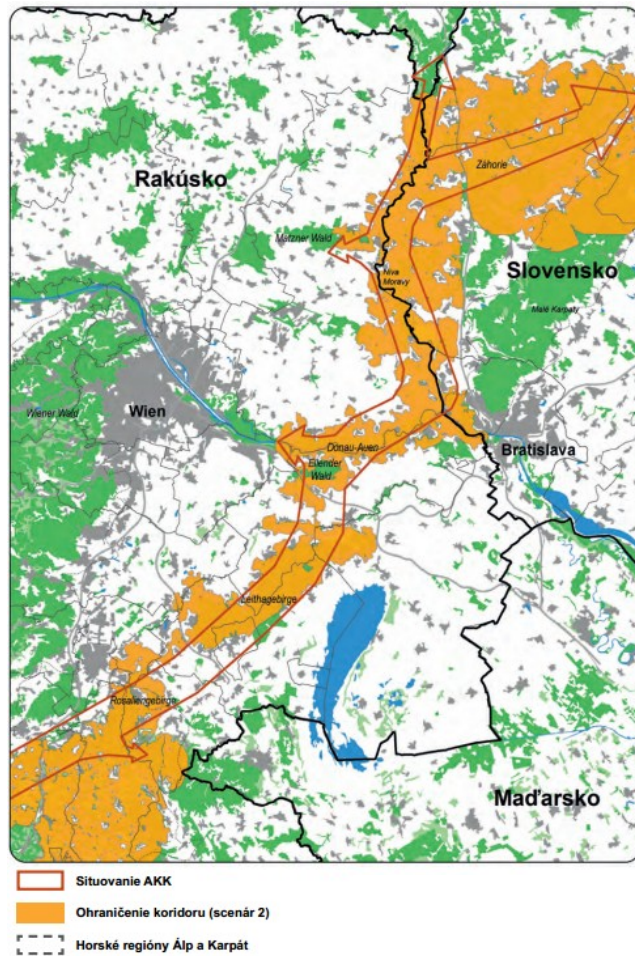 Rakúsko
Záhorie
Matzner Wald
Niva
Moravy
Slovensko
Malé Karpaty
Wiener Wald
Wien
Donau-Auen
Bratislava
Ellender
Wald
Leithagebirge
Rosaliengebirge
Maďarsko
Situovanie AKK
Ohraničenie koridoru (scenár 2)
Horské regióny Álp a Karpát